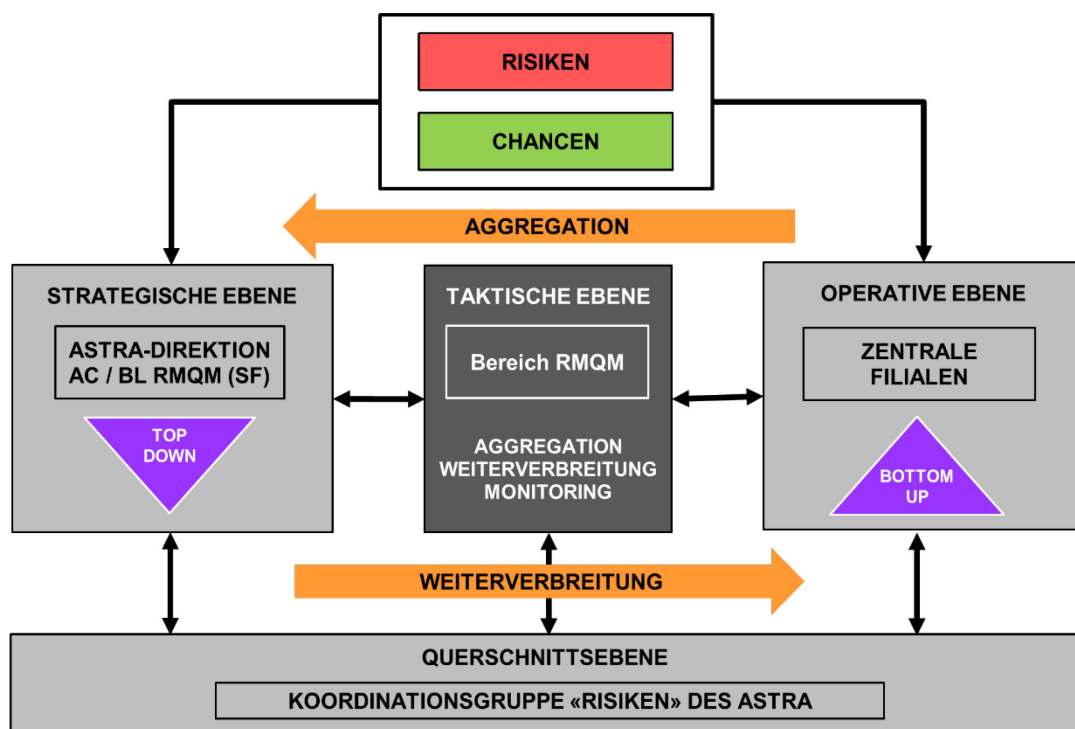 RISIKEN
CHANCEN
AGGREGATION
STRATEGISCHE EBENE
ASTRA-DIREKTION
AC / BL RMQM (SF)
TOP
DOWN
TAKTISCHE EBENE
Bereich RMQM
AGGREGATION
WEITERVERBREITUNG
MONITORING
OPERATIVE EBENE
ZENTRALE
FILIALEN
BOTTOM
UP
WEITERVERBREITUNG
QUERSCHNITTSEBENE
KOORDINATIONSGRUPPE «RISIKEN» DES ASTRA